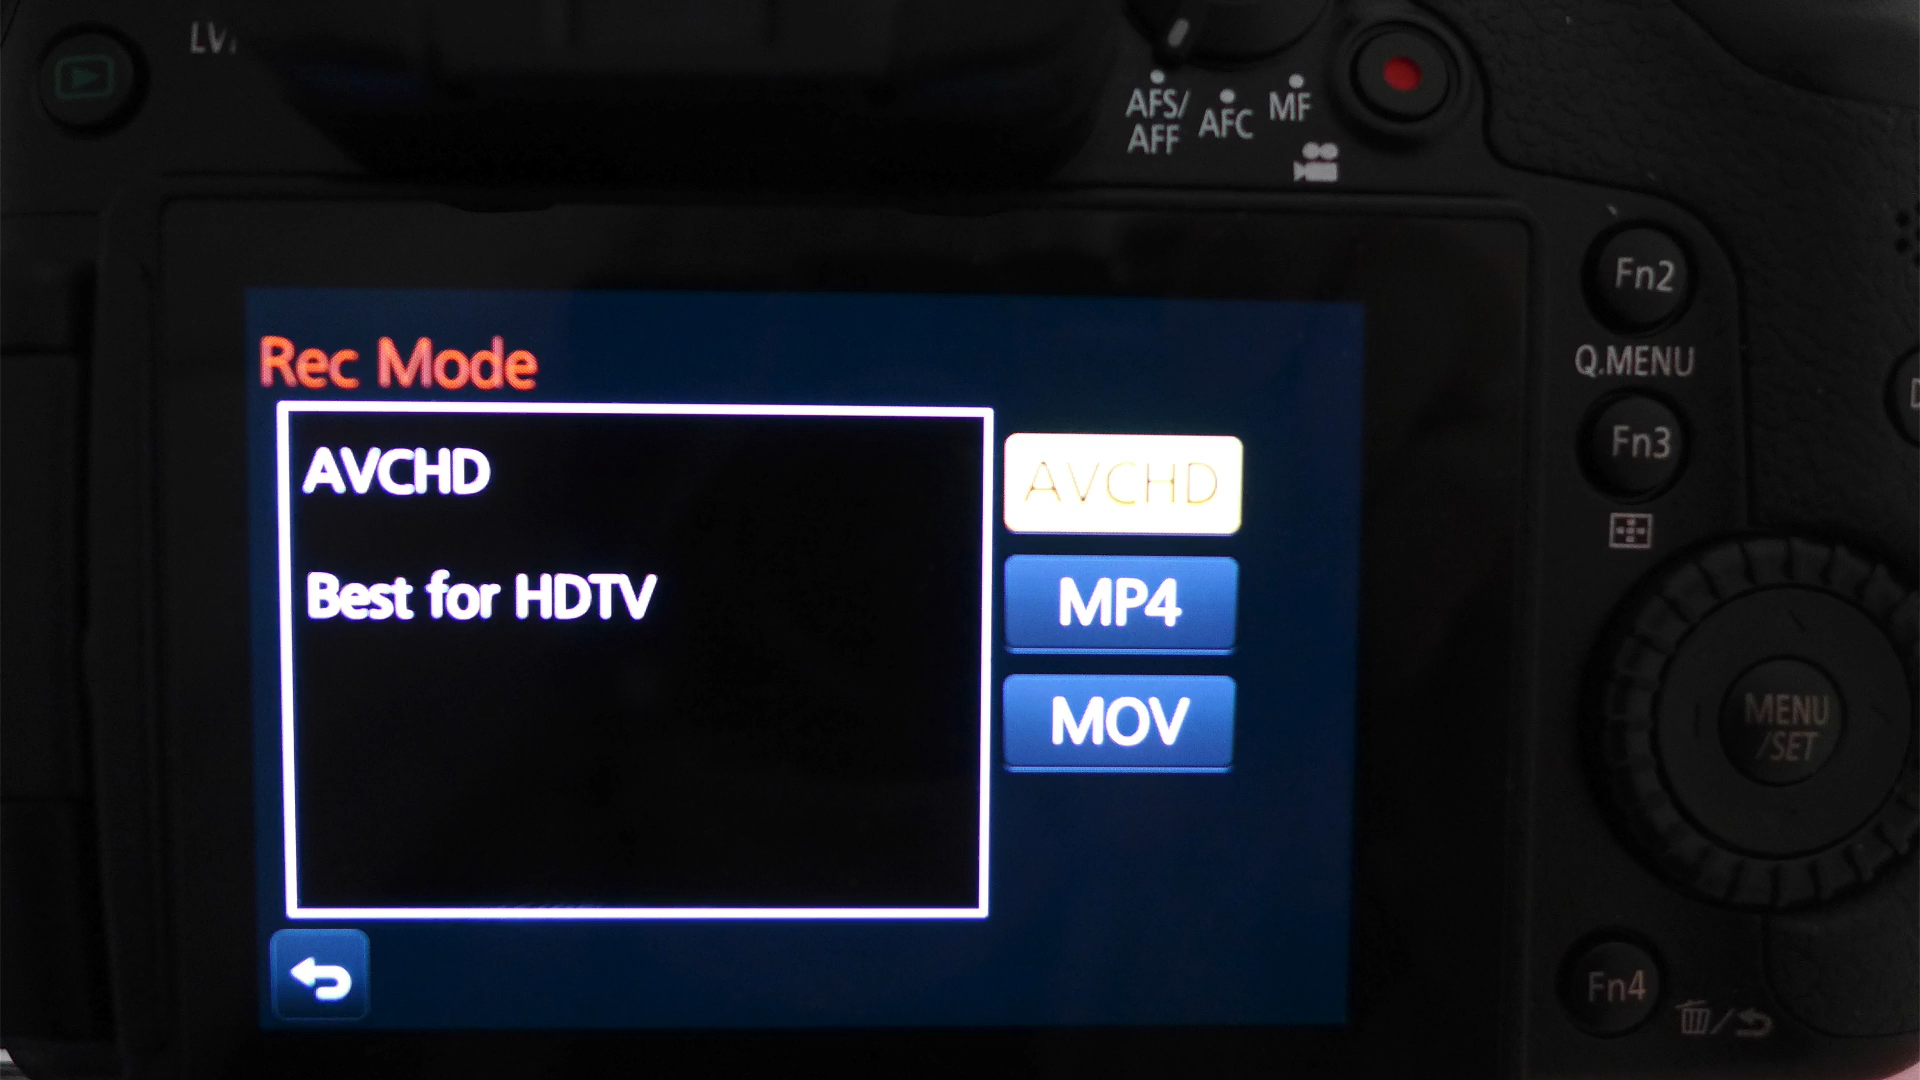 AFS/
AFF
AFC
MF
Fn2
Q.MENU
Fn3
Rec Mode
AVCHD
Best for HDTV
AVCHD
MP4
MOV
MENU
/SET
Fn4